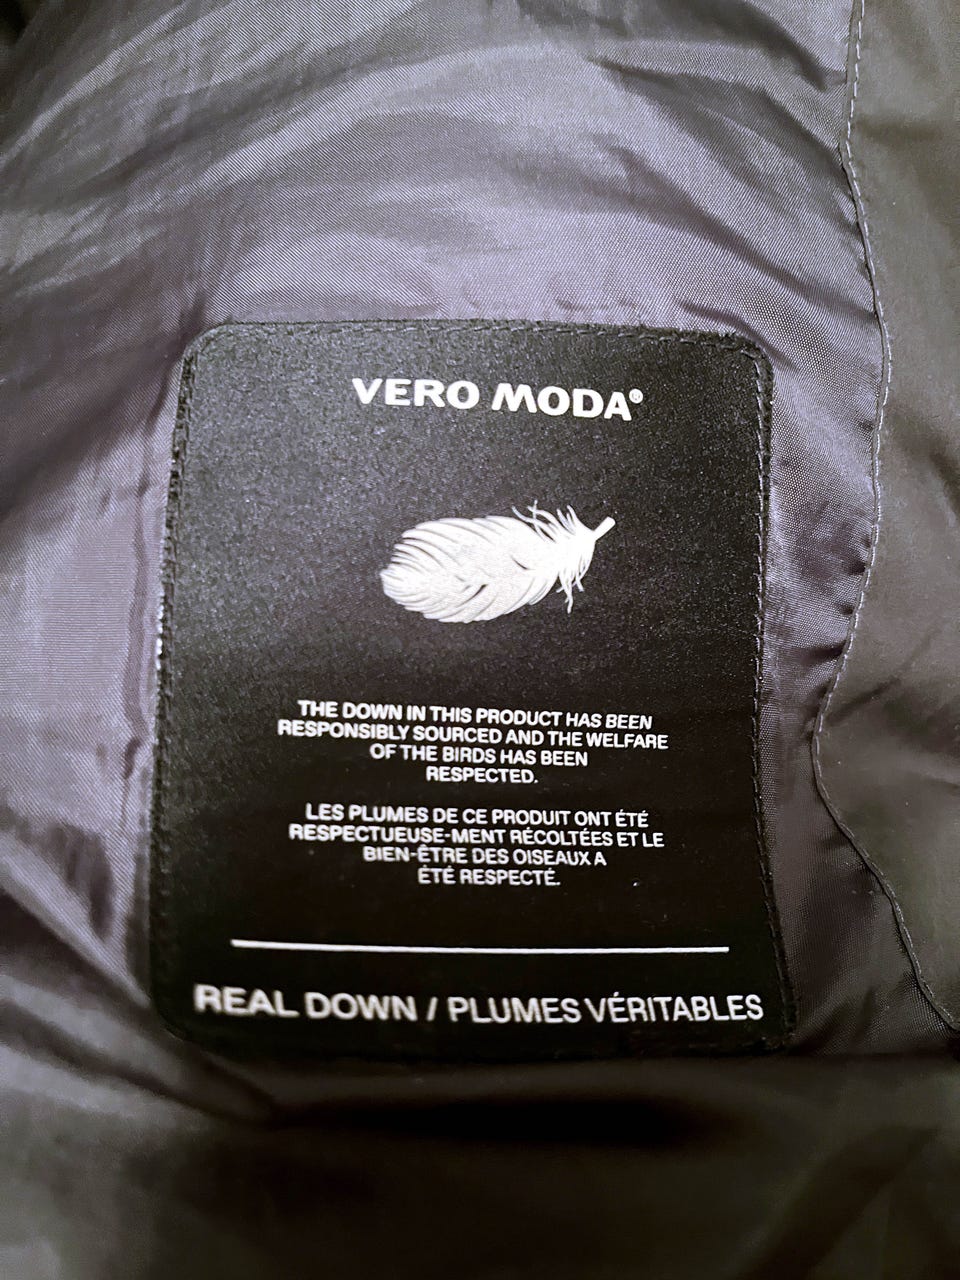 VERO MODA®
THE DOWN IN THIS PRODUCT HAS BEEN
RESPONSIBLY SOURCED AND THE WELFARE
OF THE BIRDS HAS BEEN
RESPECTED.
LES PLUMES DE CE PRODUIT ONT ÉTÉ
RESPECTUEUSE-MENT RÉCOLTÉES ET LE
BIEN-ÊTRE DES OISEAUX A
ÉTÉ RESPECTÉ.
REAL DOWN / PLUMES VÉRITABLES